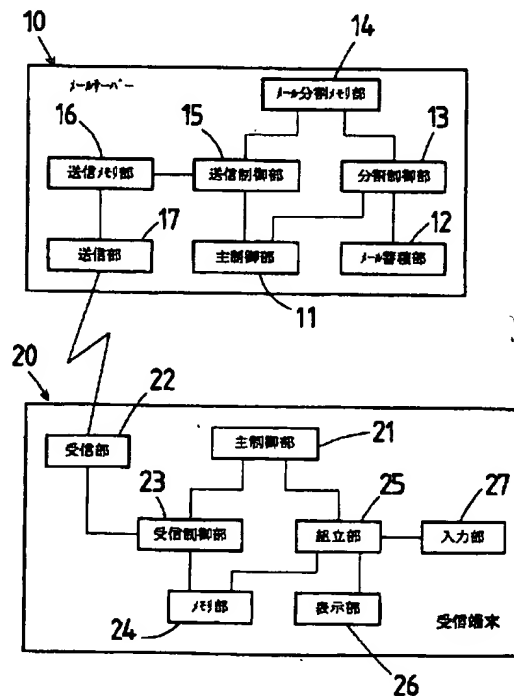 10
14
メールサーバー
メール分割メモリ部
16
15
13
送信メモリ部
送信制御部
分割制御部
17
12
送信部
主制御部
メール蓄積部
11
20
22
受信部
主制御部
21
23
25
27
受信制御部
組立部
入力部
メモリ部
表示部
受信端末
24
26